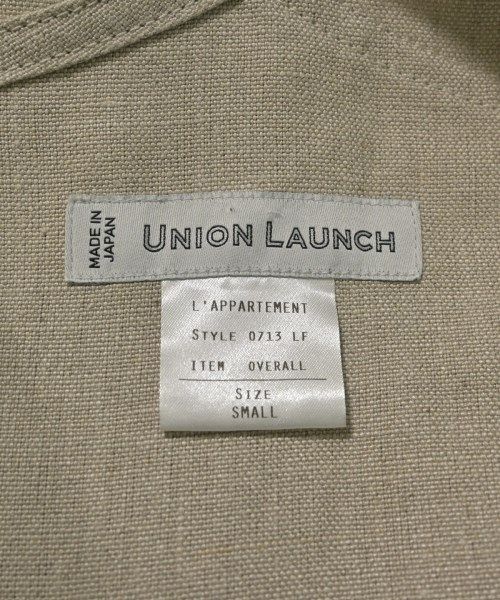 MADE IN
JAPAN
UNION LAUNCH
L'APPARTEMENT
STYLE 0713 LF
ITEM OVERALL
SIZE
SMALL